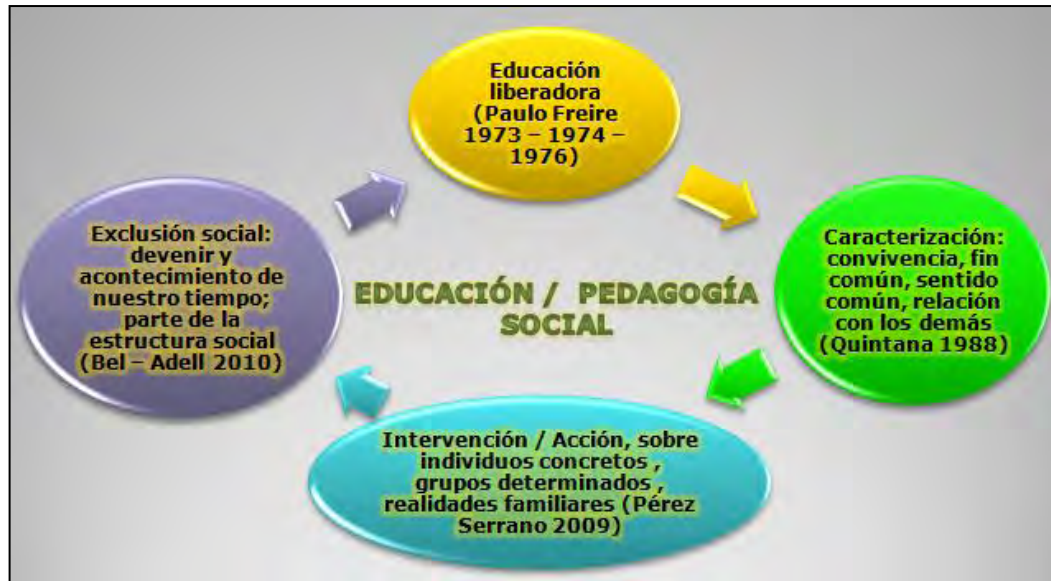 Educación
liberadora
(Paulo Freire
1973 – 1974 –
1976)
Caracterización:
convivencia, fin
común, sentido
común, relación
con los demás
(Quintana 1988)
Intervención / Acción, sobre
individuos concretos ,
grupos determinados ,
realidades familiares (Pérez
Serrano 2009)
Exclusión social:
devenir y
acontecimiento de
nuestro tiempo;
parte de la
estructura social
(Bel – Adell 2010)
EDUCACIÓN / PEDAGOGÍA
SOCIAL